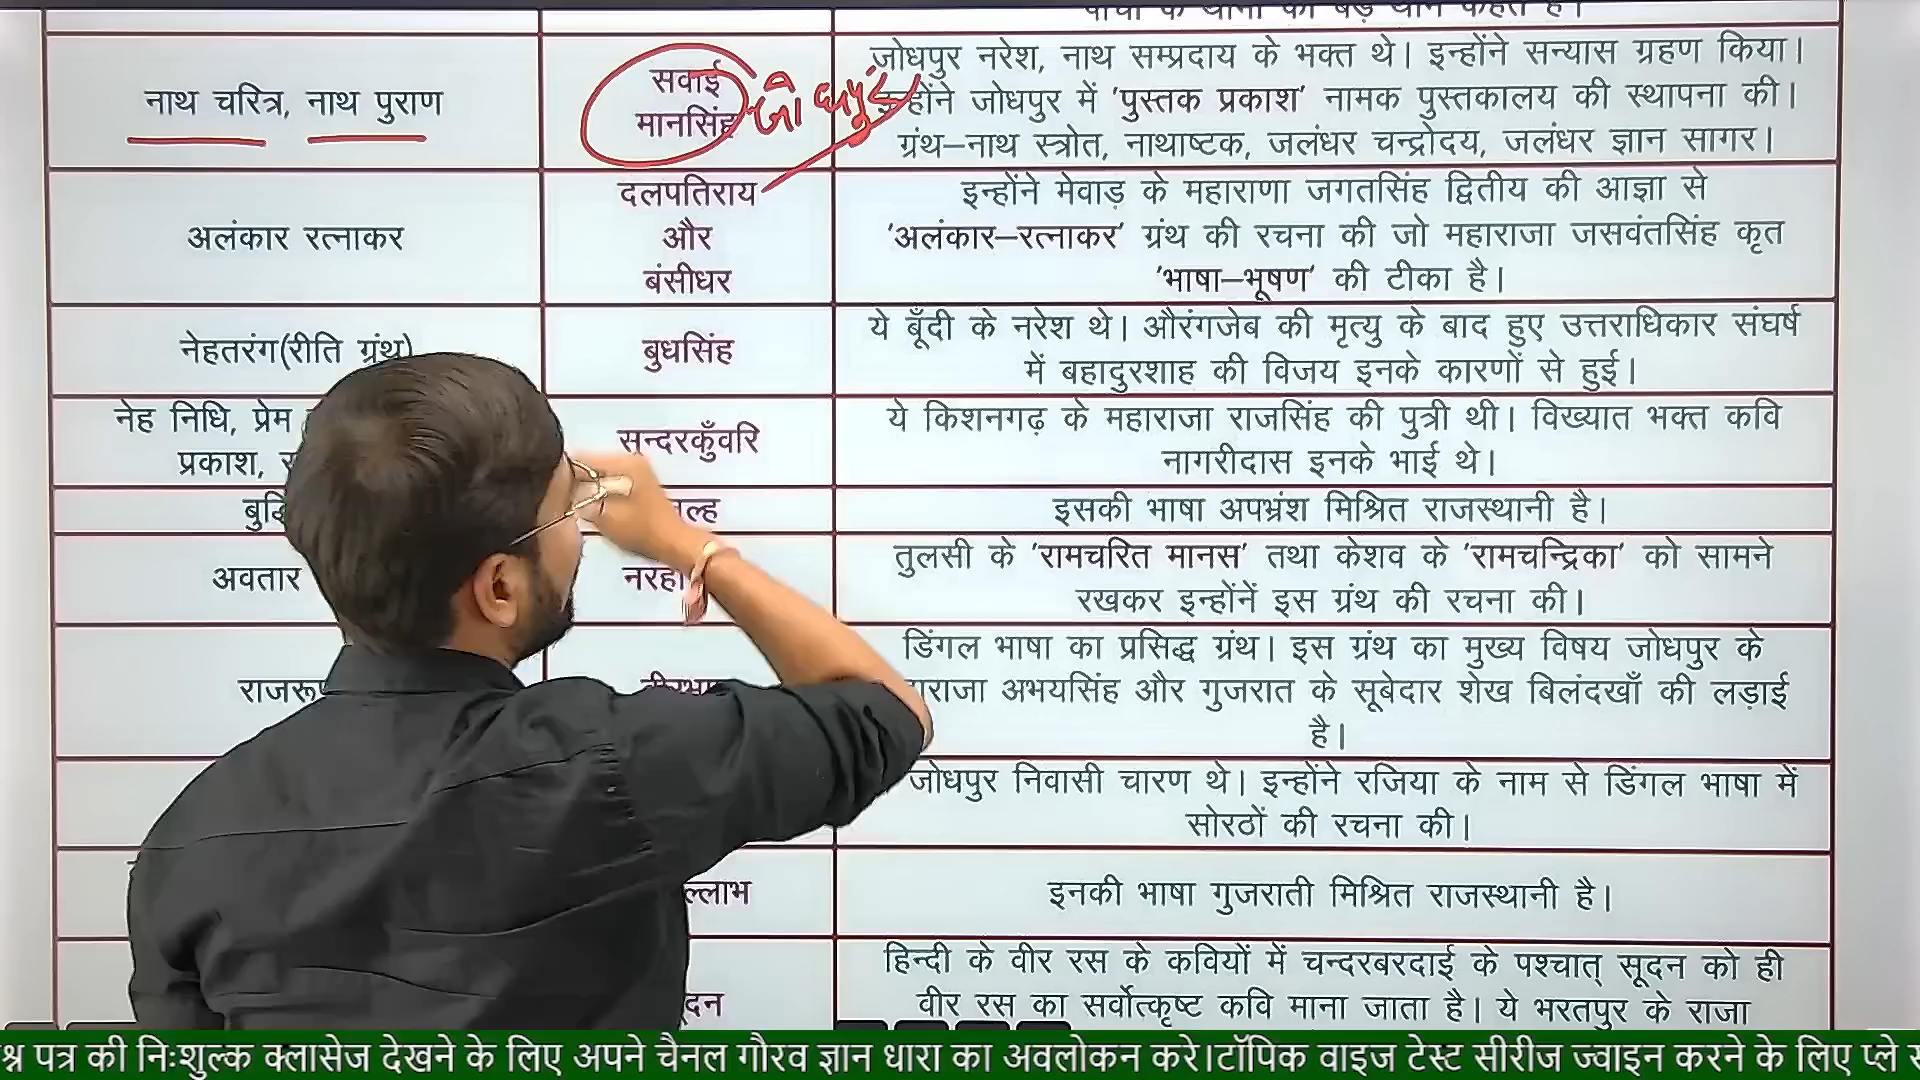 नाथ चरित्र, नाथ पुराण
सवाई
मानसिंह
जोधपुर
जोधपुर नरेश, नाथ सम्प्रदाय के भक्त थे। इन्होंने सन्यास ग्रहण किया।
इन्होंने जोधपुर में 'पुस्तक प्रकाश' नामक पुस्तकालय की स्थापना की।
ग्रंथ–नाथ स्त्रोत, नाथाष्टक, जलंधर चन्द्रोदय, जलंधर ज्ञान सागर।
अलंकार रत्नाकर
दलपतिराय
और
बंसीधर
इन्होंने मेवाड़ के महाराणा जगतसिंह द्वितीय की आज्ञा से
'अलंकार–रत्नाकर' ग्रंथ की रचना की जो महाराजा जसवंतसिंह कृत
'भाषा–भूषण' की टीका है।
नेहतरंग(रीति ग्रंथ)
बुधसिंह
ये बूँदी के नरेश थे। औरंगजेब की मृत्यु के बाद हुए उत्तराधिकार संघर्ष
में बहादुरशाह की विजय इनके कारणों से हुई।
नेह निधि, प्रेम
प्रकाश,
सुन्दरकुँवरि
ये किशनगढ़ के महाराजा राजसिंह की पुत्री थी। विख्यात भक्त कवि
नागरीदास इनके भाई थे।
इसकी भाषा अपभ्रंश मिश्रित राजस्थानी है।
अवतार
तुलसी के 'रामचरित मानस' तथा केशव के 'रामचन्द्रिका' को सामने
रखकर इन्होंनें इस ग्रंथ की रचना की।
डिंगल भाषा का प्रसिद्ध ग्रंथ। इस ग्रंथ का मुख्य विषय जोधपुर के
अभयसिंह और गुजरात के सूबेदार शेख बिलंदखाँ की लड़ाई
है।
जोधपुर निवासी चारण थे। इन्होंने रजिया के नाम से डिंगल भाषा में
सोरठों की रचना की।
इनकी भाषा गुजराती मिश्रित राजस्थानी है।
हिन्दी के वीर रस के कवियों में चन्दरबरदाई के पश्चात् सूदन को ही
वीर रस का सर्वोत्कृष्ट कवि माना जाता है। ये भरतपुर के राजा
पत्र की निःशुल्क क्लासेज देखने के लिए अपने चैनल गौरव ज्ञान धारा का अवलोकन करे।टॉपिक वाइज टेस्ट सीरीज ज्वाइन करने के लिए प्ले